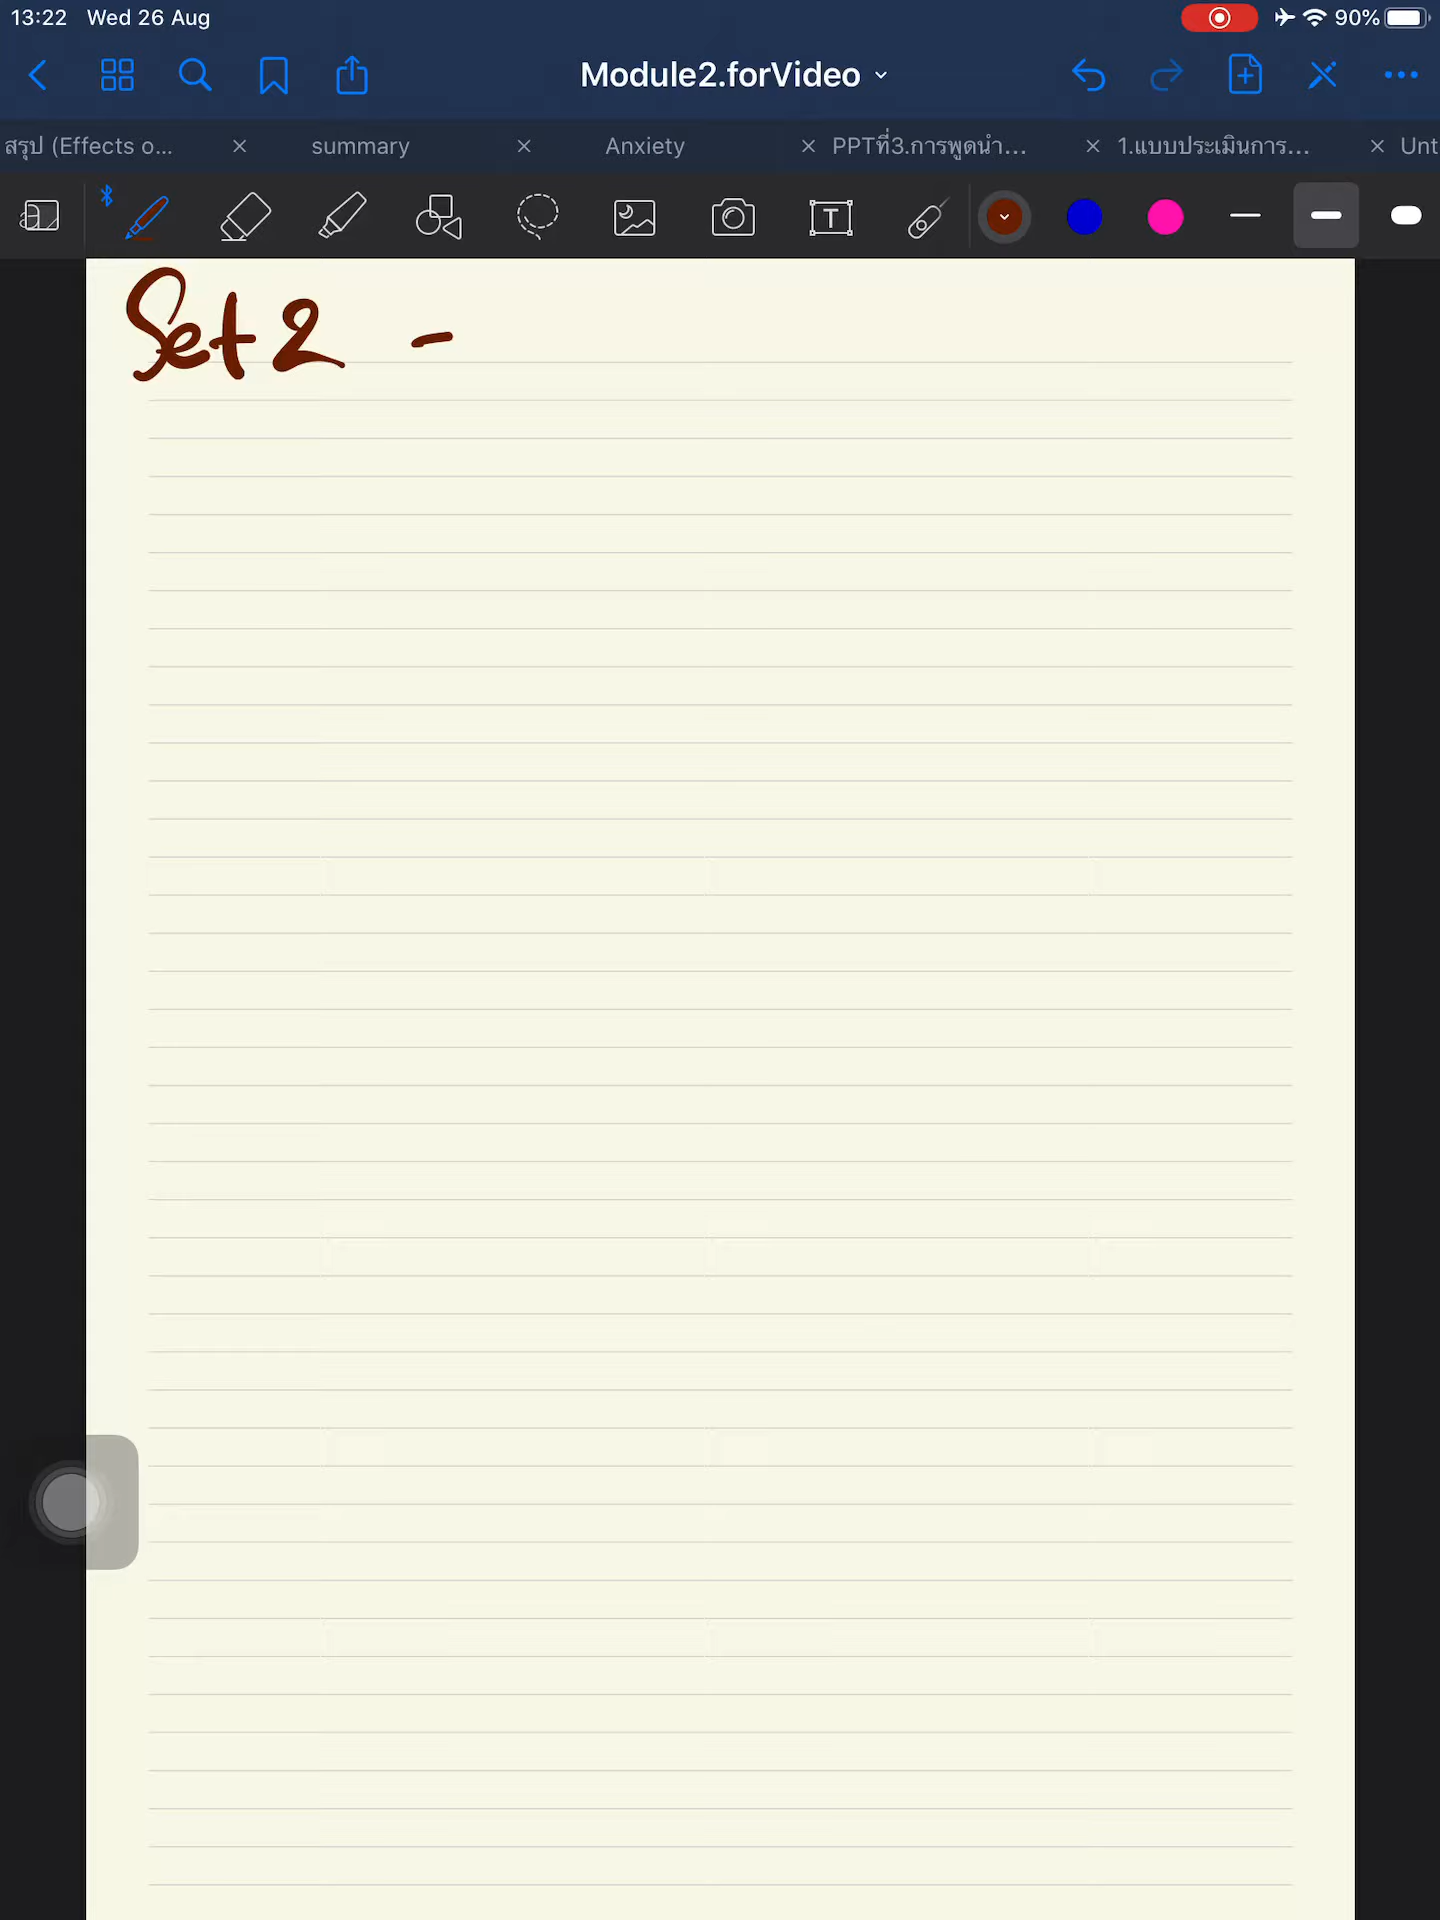 13:22 Wed 26 Aug 90%
Module2.forVideo
สรุป (Effects o... summary Anxiety PPTที่3.การพูดนำ... 1.แบบประเมินการ... Unt
Set 2 -